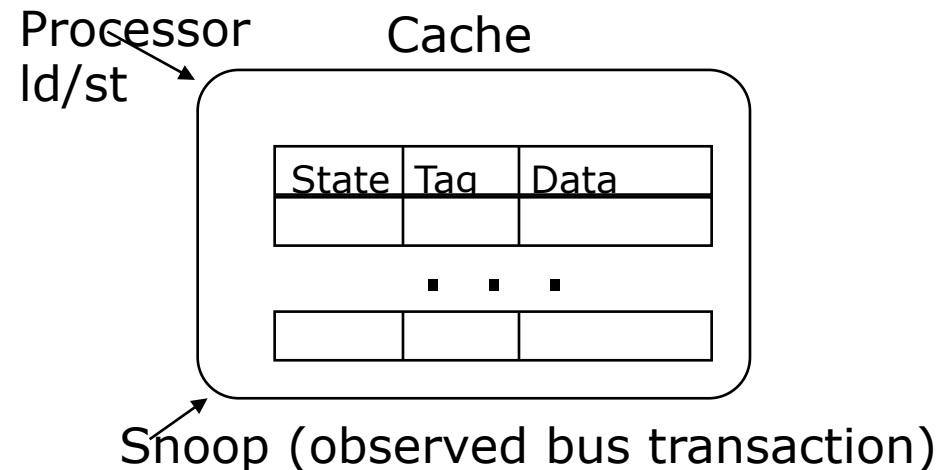 Processor
ld/st
Cache
State Tag Data
. . .
Snoop (observed bus transaction)